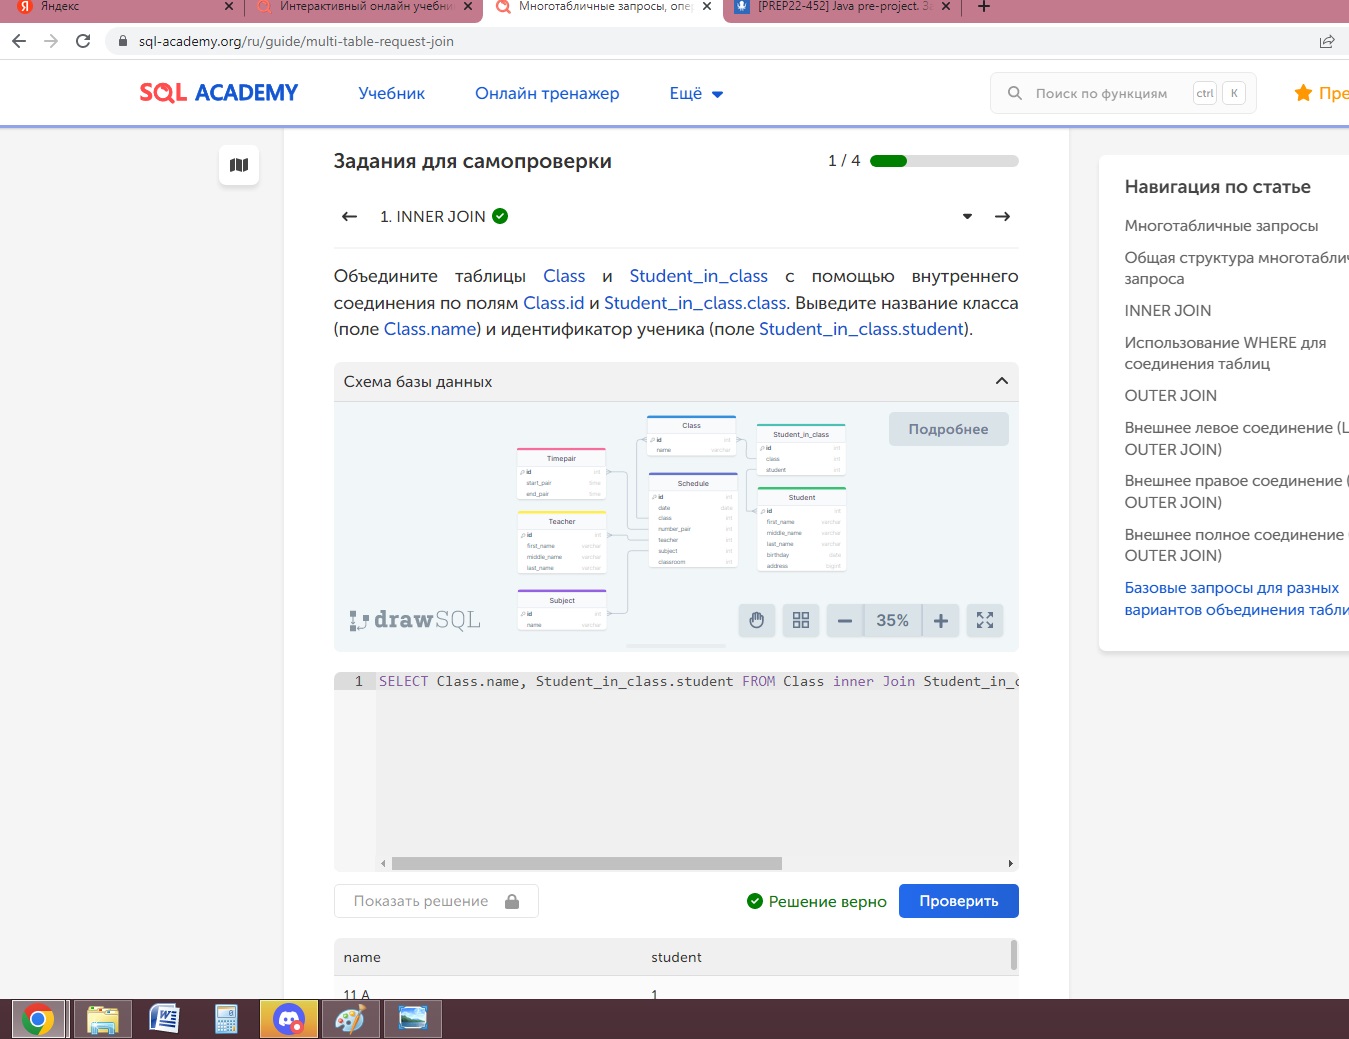 Яндекс
Интерактивный онлайн учебни
Многотабличные запросы, опер
[PREP22-452] Java pre-project. За
sql-academy.org/ru/guide/multi-table-request-join
SQL ACADEMY
Учебник
Онлайн тренажер
Ещё
Поиск по функциям
ctrl
K
Пре
Задания для самопроверки
1 / 4
1. INNER JOIN
Объедините таблицы Class и Student_in_class с помощью внутреннего
соединения по полям Class.id и Student_in_class.class. Выведите название класса
(поле Class.name) и идентификатор ученика (поле Student_in_class.student).
Схема базы данных
Подробнее
Class
id int
name varchar
Student_in_class
id int
class int
student int
Timepair
id int
start_pair time
end_pair time
Schedule
id int
date date
class int
number_pair int
teacher int
subject int
classroom int
Student
id int
first_name varchar
middle_name varchar
last_name varchar
birthday date
address
Teacher
id int
first_name varchar
middle_name varchar
last_name varchar
Subject
id int
name varchar
drawSQL
35%
1 SELECT Class.name, Student_in_class.student FROM Class inner Join Student_in_c
Показать решение
Решение верно
Проверить
name student
11 A 1
Навигация по статье
Многотабличные запросы
Общая структура многотабли
запроса
INNER JOIN
Использование WHERE для
соединения таблиц
OUTER JOIN
Внешнее левое соединение (L
OUTER JOIN)
Внешнее правое соединение (
OUTER JOIN)
Внешнее полное соединение
OUTER JOIN)
Базовые запросы для разных
вариантов объединения табли